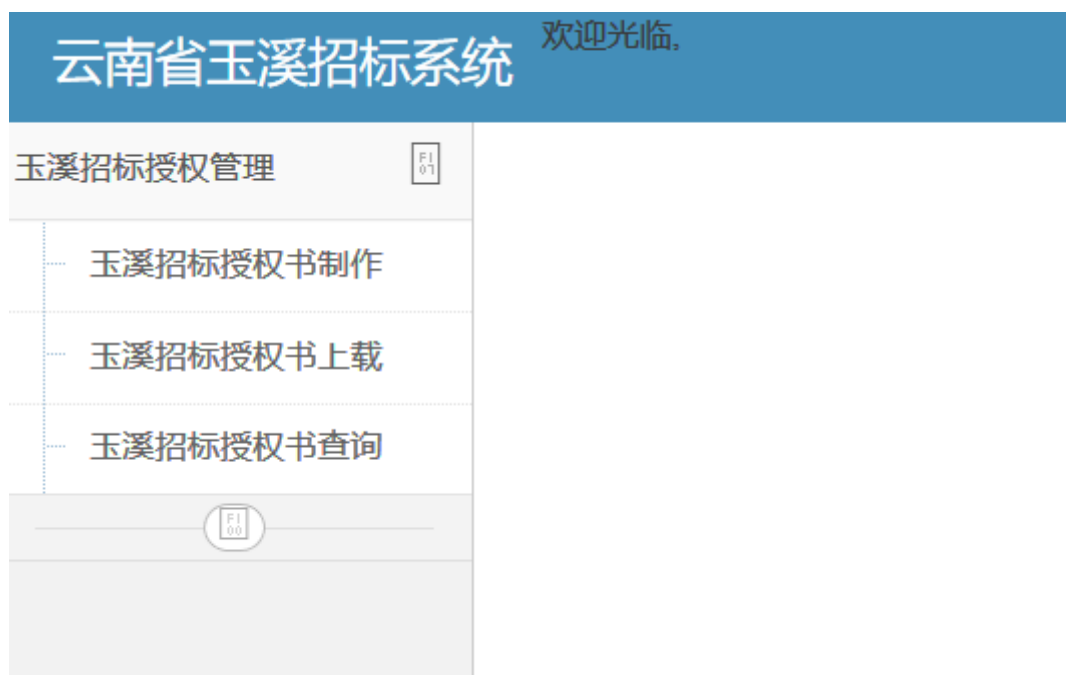 云南省玉溪招标系统
欢迎光临,
玉溪招标授权管理
玉溪招标授权书制作
玉溪招标授权书上载
玉溪招标授权书查询